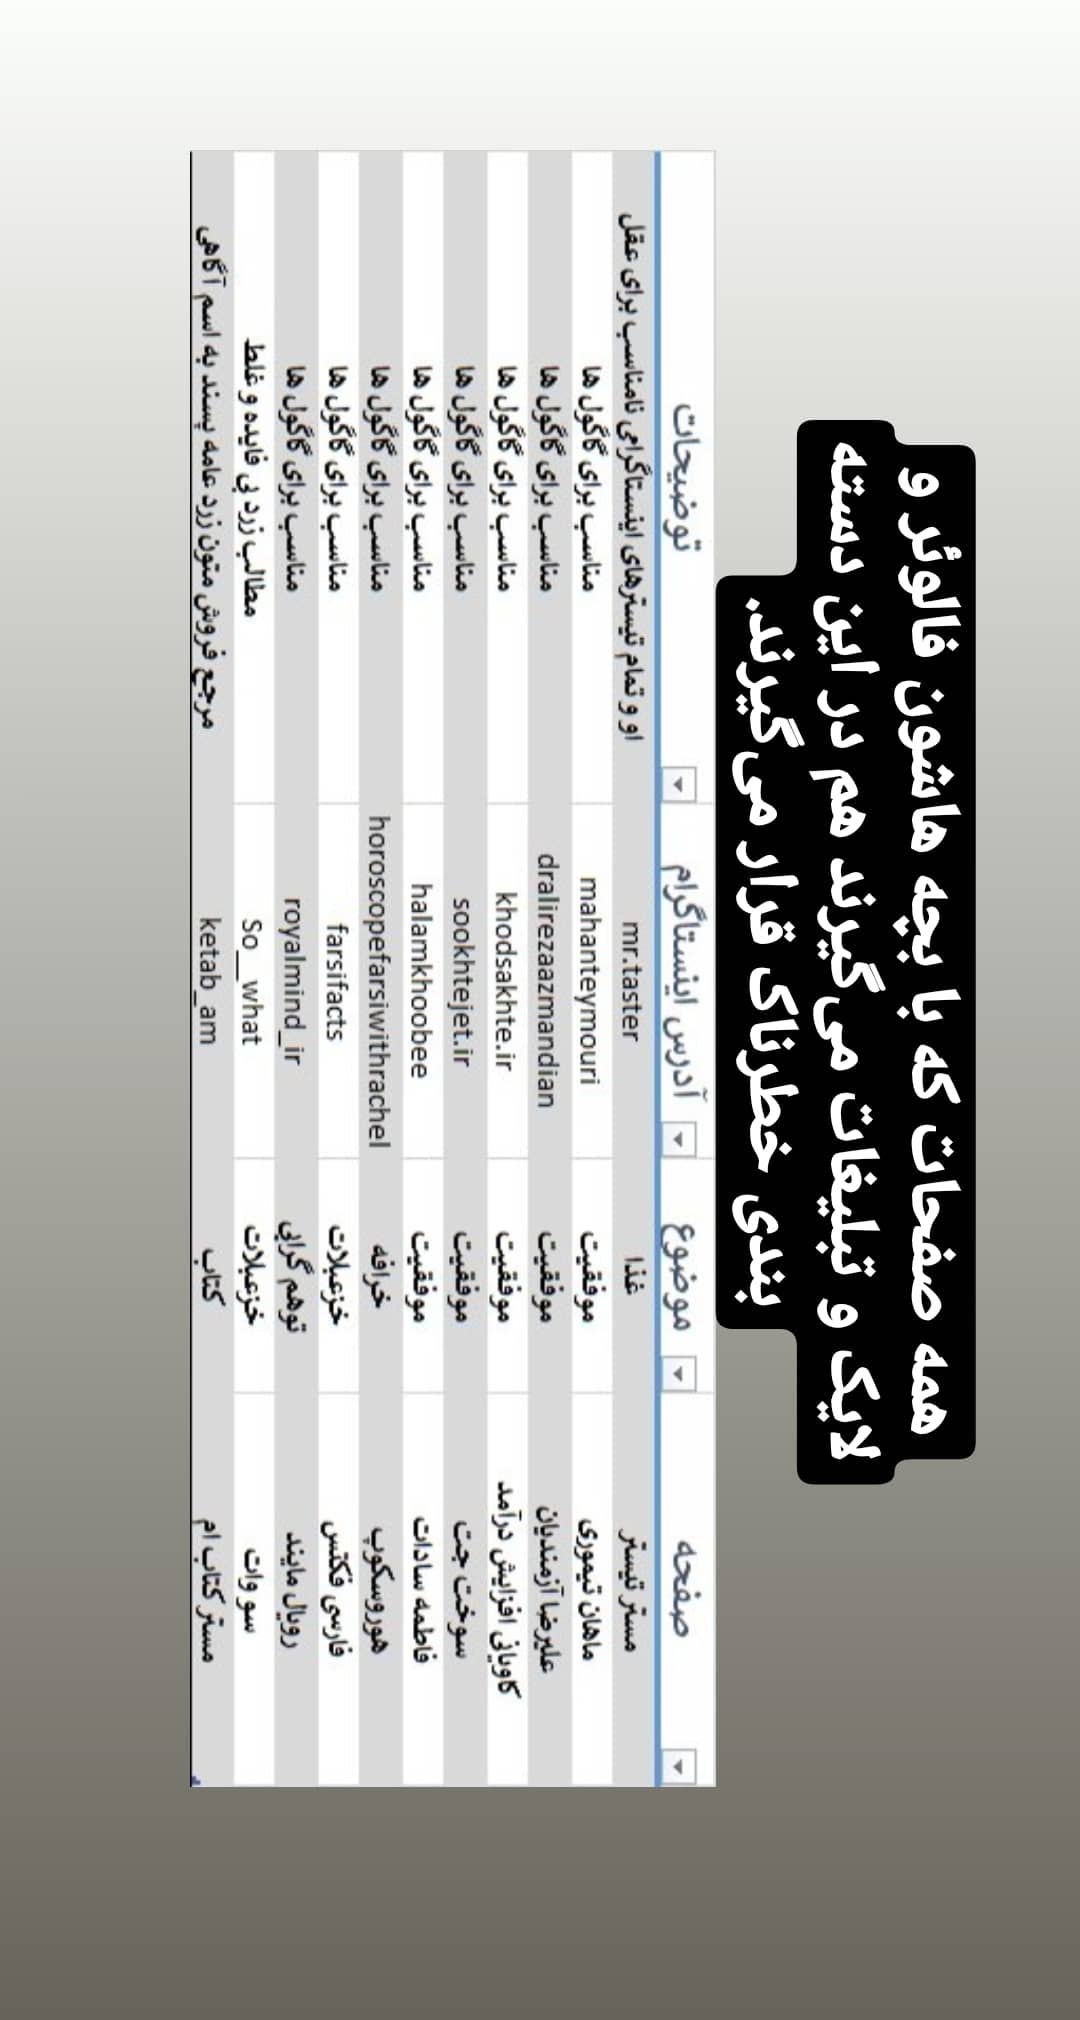 همه صفحات که با بچه هاشون فالوئر و
لایک و تبلیغات می‌گیرند هم در این دسته
بندی خطرناک قرار می‌گیرند.
صفحه موضوع آدرس اینستاگرام توضیحات
مستر تیستر غذا mr.taster او و تمام تیسترهای اینستاگرامی نامناسب برای عقل
ماهان تیموری موفقیت mahanteymouri مناسب برای گاگول ها
علیرضا آزمندیان موفقیت dralirezaazmandian مناسب برای گاگول ها
کاویانی افزایش درآمد موفقیت khodsakhte.ir مناسب برای گاگول ها
سوخت جت موفقیت sookhtejet.ir مناسب برای گاگول ها
فاطمه سادات موفقیت halamkhoobee مناسب برای گاگول ها
هوروسکوپ خرافه horoscopefarsiwithrachel مناسب برای گاگول ها
فارسی فکتس خزعبلات farsifacts مناسب برای گاگول ها
رویال مایند توهم گرایی royalmind_ir مناسب برای گاگول ها
سو وات خزعبلات So__what مطالب زرد بی فایده و غلط
مستر کتاب ام کتاب ketab_am مرجع فروش متون زرد عامه پسند به اسم آگاهی